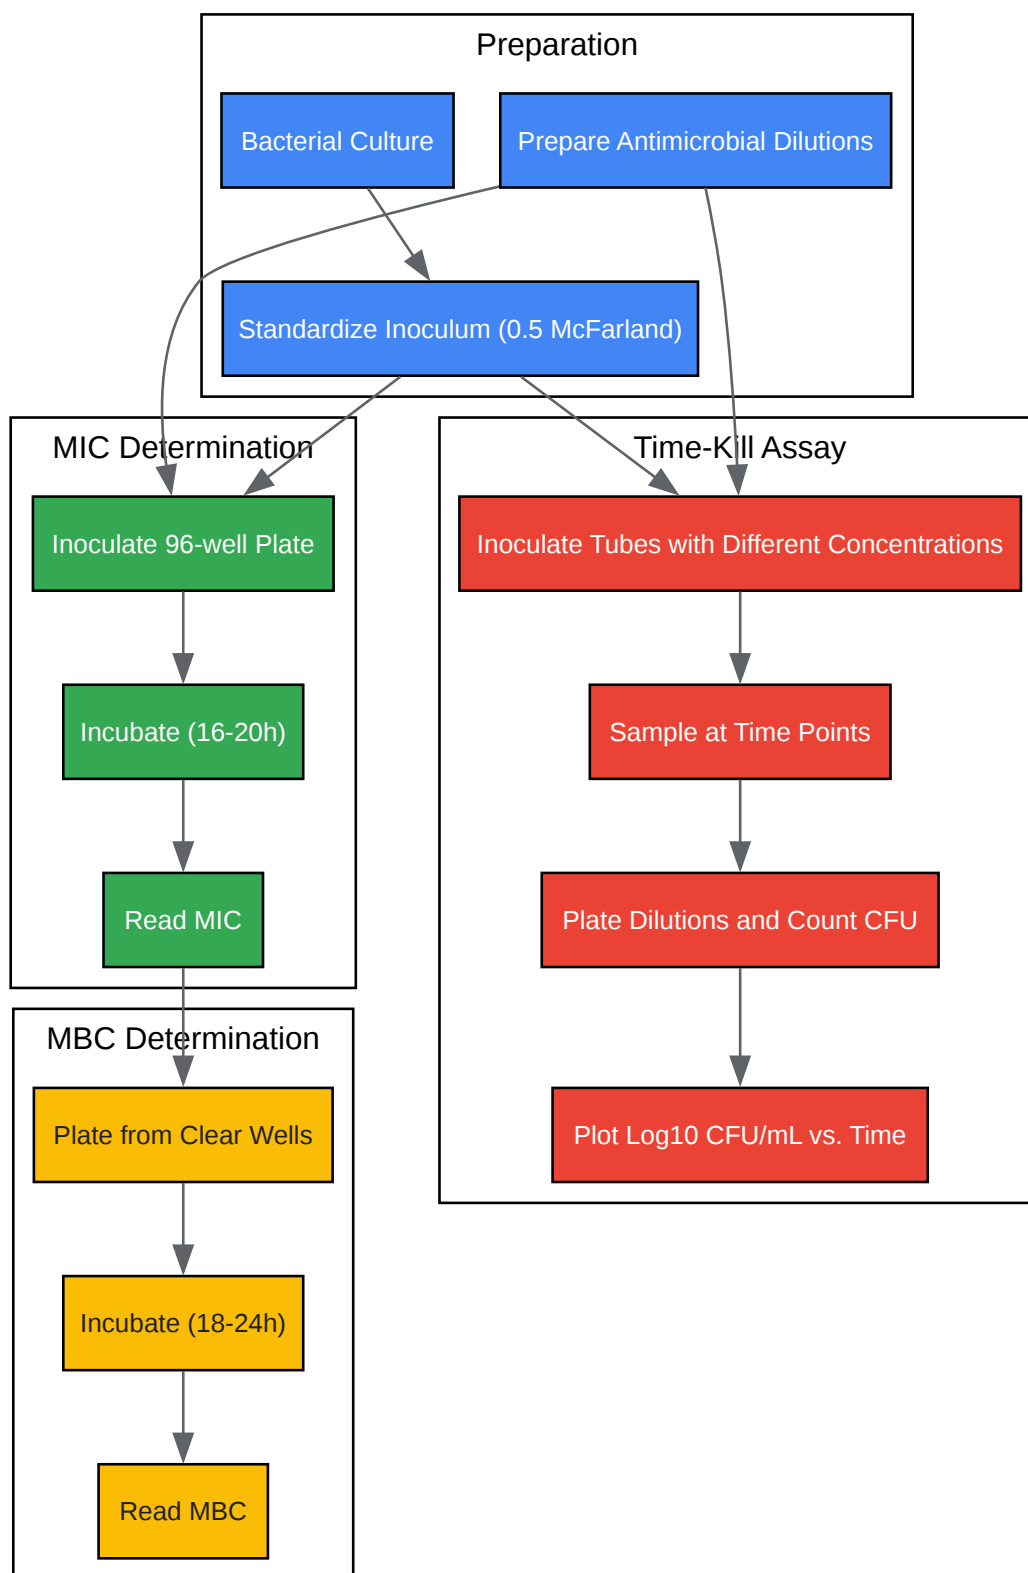 Preparation
Bacterial Culture
Prepare Antimicrobial Dilutions
Standardize Inoculum (0.5 McFarland)
MIC Determination
Inoculate 96-well Plate
Incubate (16-20h)
Read MIC
MBC Determination
Plate from Clear Wells
Incubate (18-24h)
Read MBC
Time-Kill Assay
Inoculate Tubes with Different Concentrations
Sample at Time Points
Plate Dilutions and Count CFU
Plot Log10 CFU/mL vs. Time